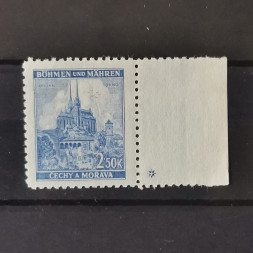 BÖHMEN UND MÄHREN
2.50K
ČECHY A MORAVA